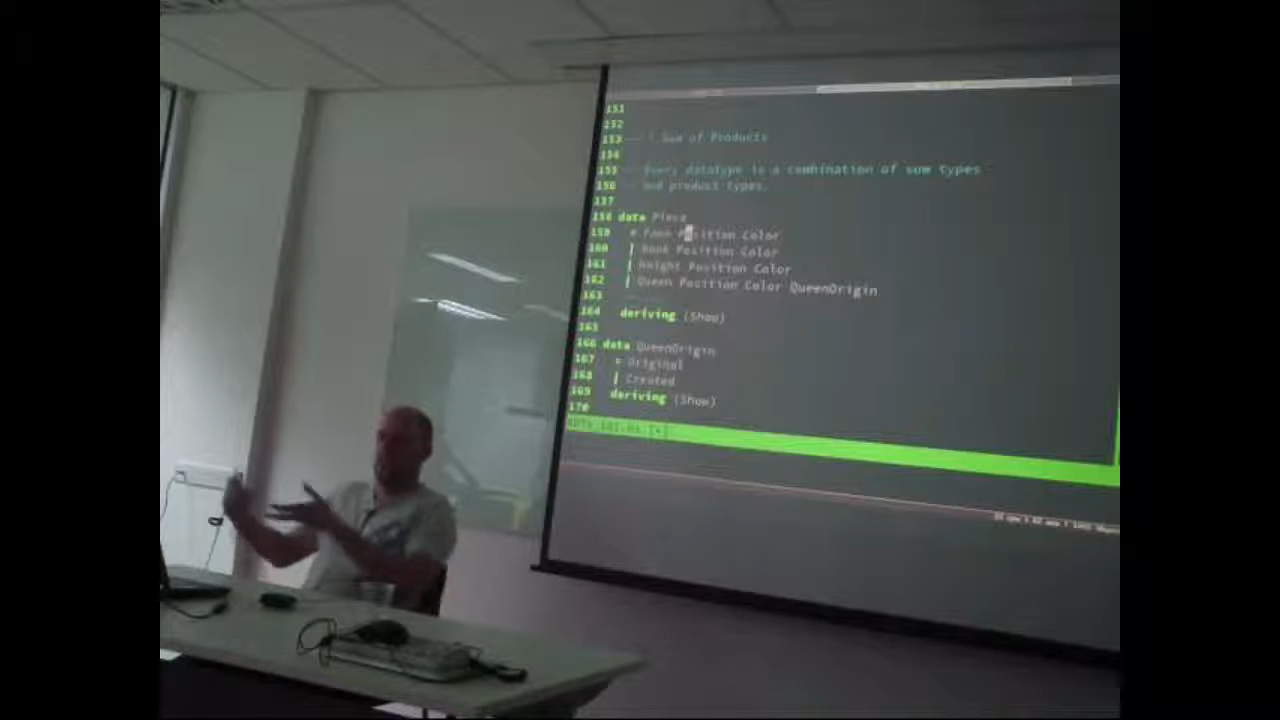 151
152
153 -- * Sum of Products
154
155 -- Every datatype is a combination of sum types
156 -- and product types.
157
158 data Piece
159 = Pawn Position Color
160 | Rook Position Color
161 | Knight Position Color
162 | Queen Position Color QueenOrigin
163
164 deriving (Show)
165
166 data QueenOrigin
167 = Original
168 | Created
169 deriving (Show)
170